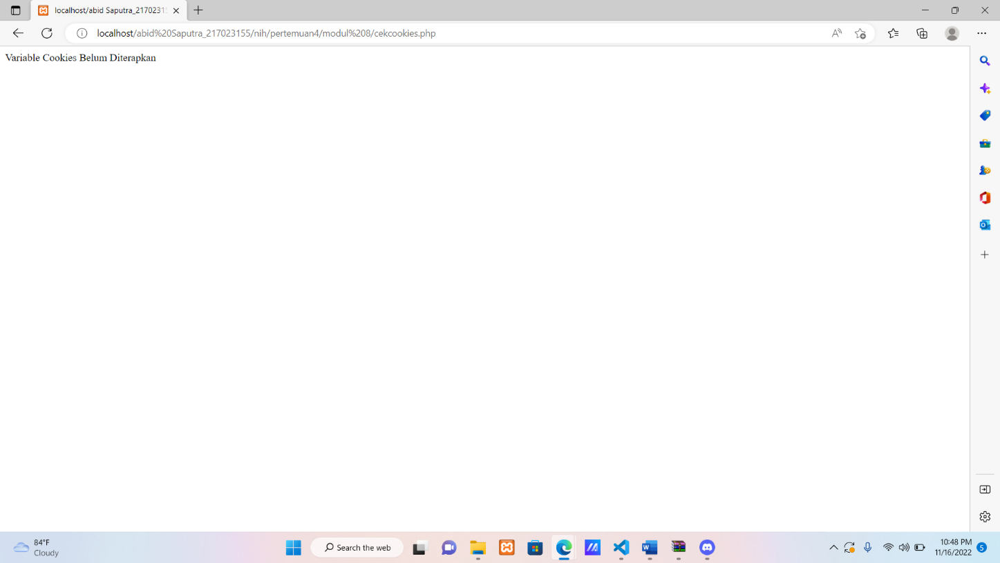 localhost/abid Saputra_2170231
localhost/abid%20Saputra_217023155/nih/pertemuan4/modul%208/cekcookies.php
Variable Cookies Belum Diterapkan
84°F
Cloudy
Search the web
10:48 PM
11/16/2022
5